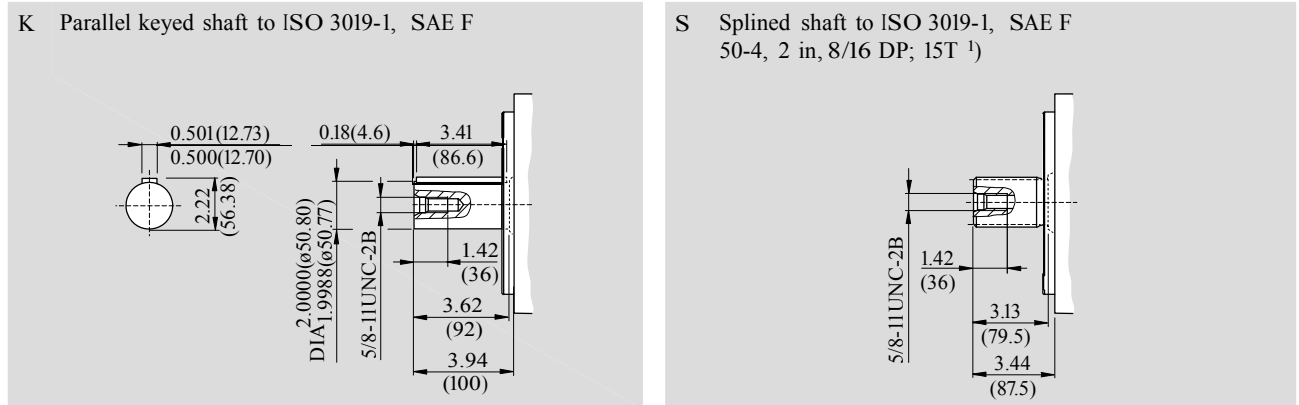 K Parallel keyed shaft to ISO 3019-1, SAE F
0.501(12.73)
0.500(12.70)
2.22
(56.38)
0.18(4.6)
3.41
(86.6)
2.0000(ø50.80)
DIA 1.9988(ø50.77)
5/8-11UNC-2B
1.42
(36)
3.62
(92)
3.94
(100)
S Splined shaft to ISO 3019-1, SAE F
50-4, 2 in, 8/16 DP; 15T ¹)
5/8-11UNC-2B
1.42
(36)
3.13
(79.5)
3.44
(87.5)